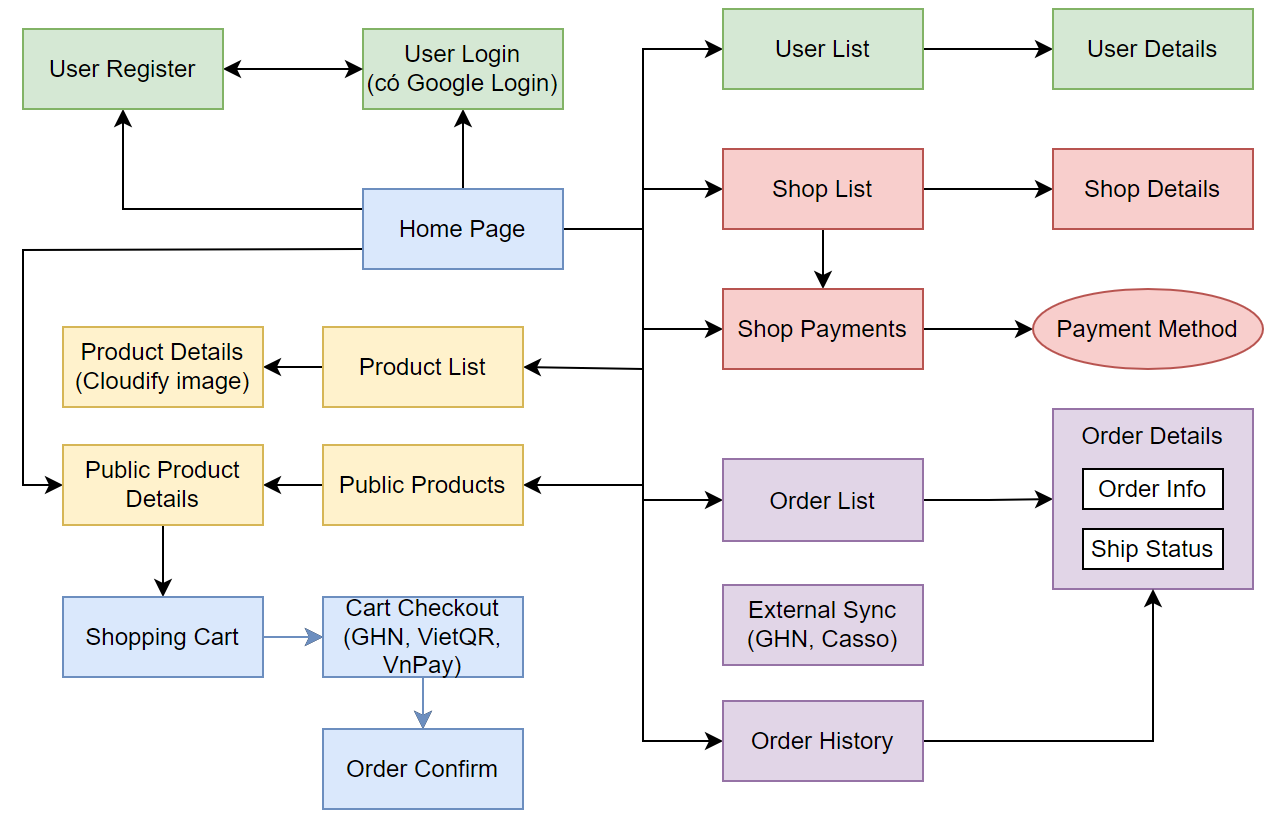 User Register
User Login
(có Google Login)
User List
User Details
Home Page
Shop List
Shop Details
Shop Payments
Payment Method
Product Details
(Cloudify image)
Product List
Public Product
Details
Public Products
Order List
Order Details
Order Info
Ship Status
Shopping Cart
Cart Checkout
(GHN, VietQR,
VnPay)
External Sync
(GHN, Casso)
Order Confirm
Order History